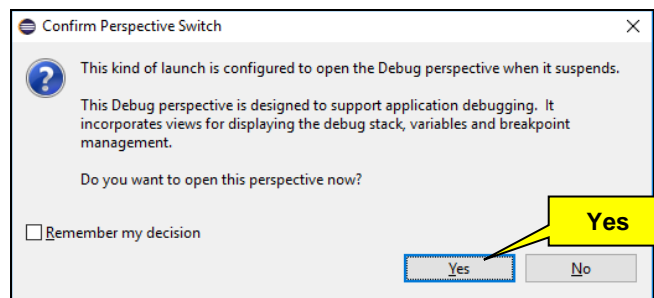 Confirm Perspective Switch
This kind of launch is configured to open the Debug perspective when it suspends.
This Debug perspective is designed to support application debugging. It
incorporates views for displaying the debug stack, variables and breakpoint
management.
Do you want to open this perspective now?
Yes
Remember my decision
Yes
No